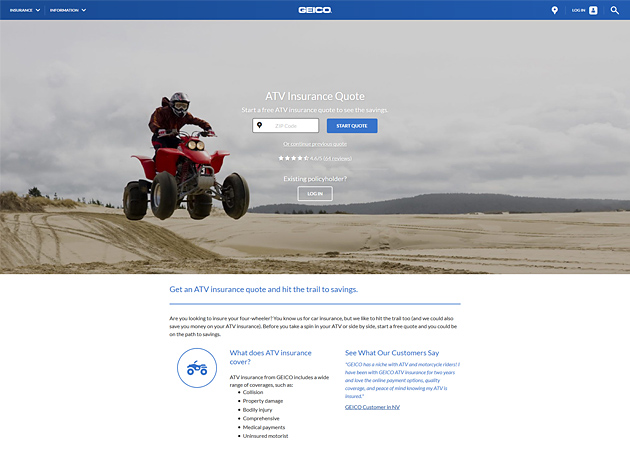 INSURANCE
INFORMATION
GEICO
LOG IN
ATV Insurance Quote
Start a free ATV insurance quote to see the savings.
ZIP Code
START QUOTE
Or continue previous quote
Existing policyholder?
LOG IN
Get an ATV insurance quote and hit the trail to savings.
Are you looking to insure your four-wheeler? You know us for car insurance, but we like to hit the trail too (and we could also
save you money on your ATV insurance). Before you take a spin in your ATV or side by side, start a free quote and you could be
on the path to savings.
What does ATV insurance
cover?
ATV insurance from GEICO includes a wide
range of coverages, such as:
Collision
Property damage
Bodily injury
Comprehensive
Medical payments
Uninsured motorist
See What Our Customers Say
"GEICO has a niche with ATV and motorcycle riders! I
have been with GEICO ATV insurance for two years
and love the online payment options, quality
coverage, and peace of mind knowing my ATV is
insured."
GEICO Customer in NV